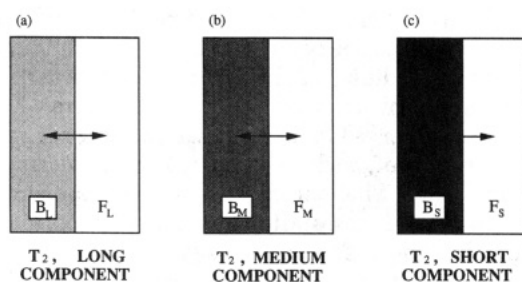 (a) (b) (c)
B_L F_L B_M F_M B_S F_S
T₂, LONG COMPONENT
T₂, MEDIUM COMPONENT
T₂, SHORT COMPONENT